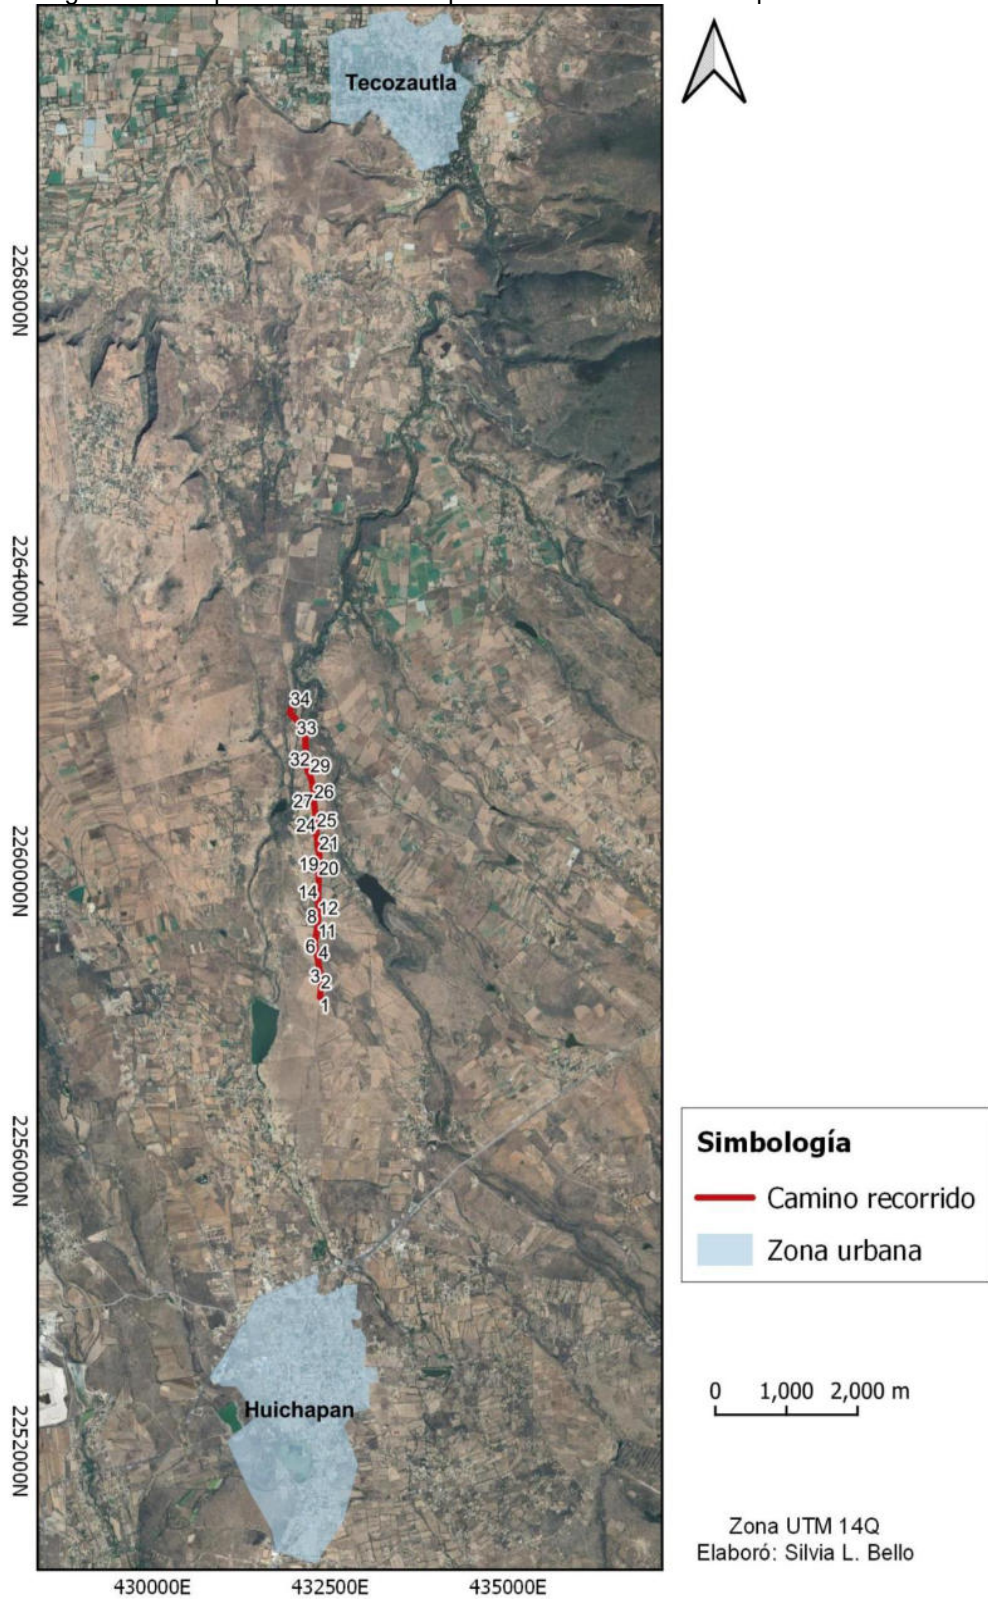 Tecozautla
2268000N
2264000N
34
33
32
29
26
27
25
24
21
19
20
14
12
8
11
6
4
3
2
1
2260000N
2256000N
2252000N
Huichapan
Simbología
Camino recorrido
Zona urbana
0 1,000 2,000 m
Zona UTM 14Q
Elaboró: Silvia L. Bello
430000E 432500E 435000E